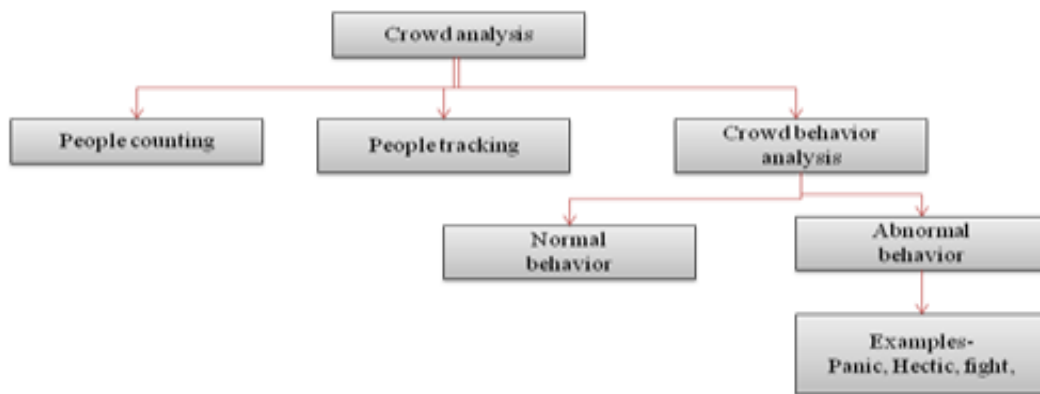 Crowd analysis
People counting
People tracking
Crowd behavior
analysis
Normal
behavior
Abnormal
behavior
Examples-
Panic, Hectic, fight,